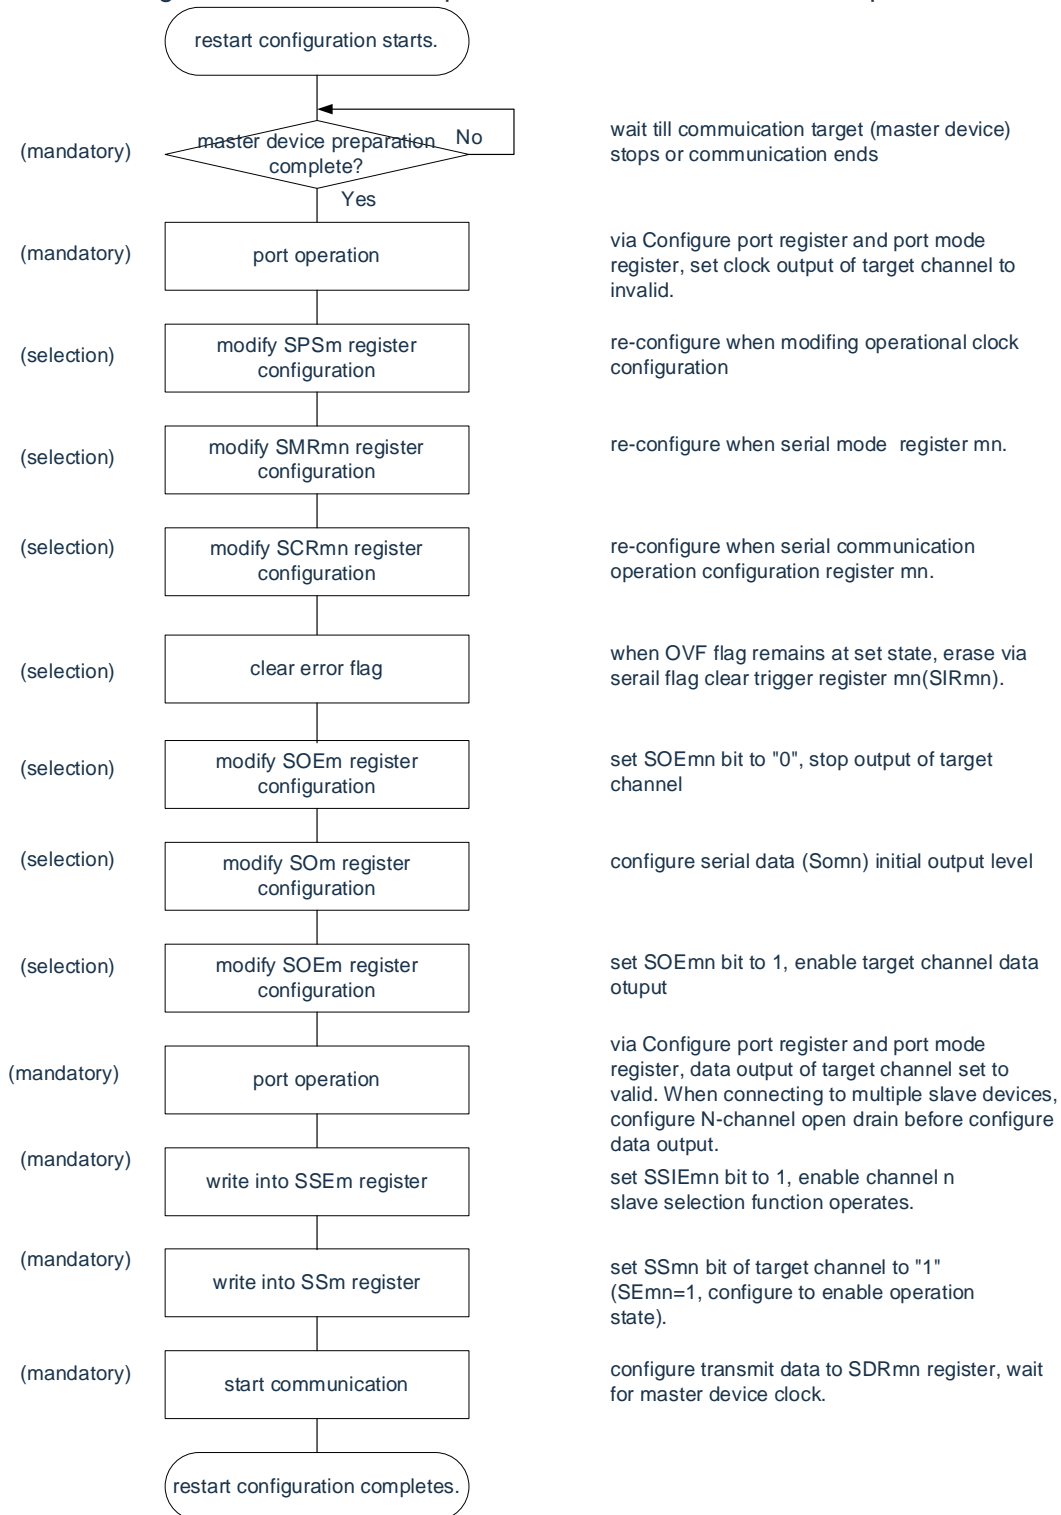 restart configuration starts.
(mandatory)
master device preparation
complete?
No
Yes
wait till commuication target (master device)
stops or communication ends
(mandatory)
port operation
via Configure port register and port mode
register, set clock output of target channel to
invalid.
(selection)
modify SPSm register
configuration
re-configure when modifing operational clock
configuration
(selection)
modify SMRmn register
configuration
re-configure when serial mode  register mn.
(selection)
modify SCRmn register
configuration
re-configure when serial communication
operation configuration register mn.
(selection)
clear error flag
when OVF flag remains at set state, erase via
serail flag clear trigger register mn(SIRmn).
(selection)
modify SOEm register
configuration
set SOEmn bit to "0", stop output of target
channel
(selection)
modify SOm register
configuration
configure serial data (Somn) initial output level
(selection)
modify SOEm register
configuration
set SOEmn bit to 1, enable target channel data
otuput
(mandatory)
port operation
via Configure port register and port mode
register, data output of target channel set to
valid. When connecting to multiple slave devices,
configure N-channel open drain before configure
data output.
(mandatory)
write into SSEm register
set SSIEmn bit to 1, enable channel n
slave selection function operates.
(mandatory)
write into SSm register
set SSmn bit of target channel to "1"
(SEmn=1, configure to enable operation
state).
(mandatory)
start communication
configure transmit data to SDRmn register, wait
for master device clock.
restart configuration completes.